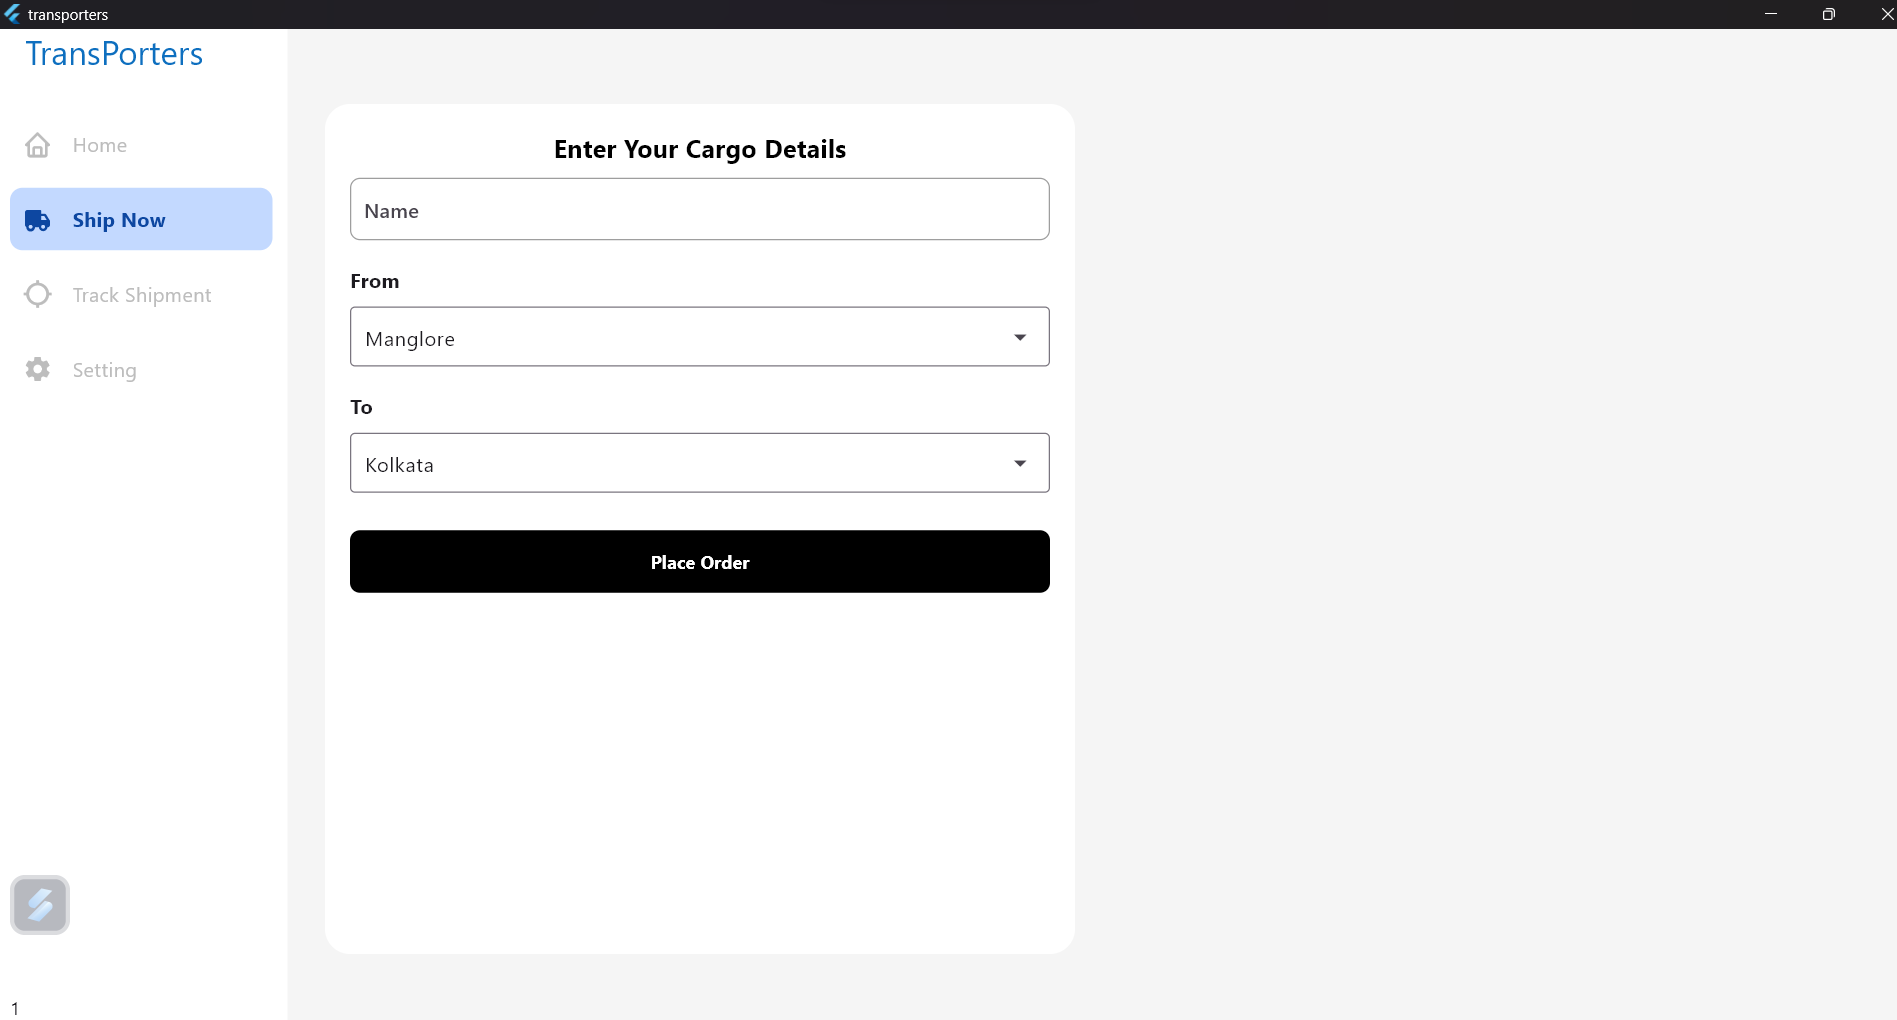 transporters
TransPorters
Home
Ship Now
Track Shipment
Setting
1
Enter Your Cargo Details
Name
From
Manglore
To
Kolkata
Place Order